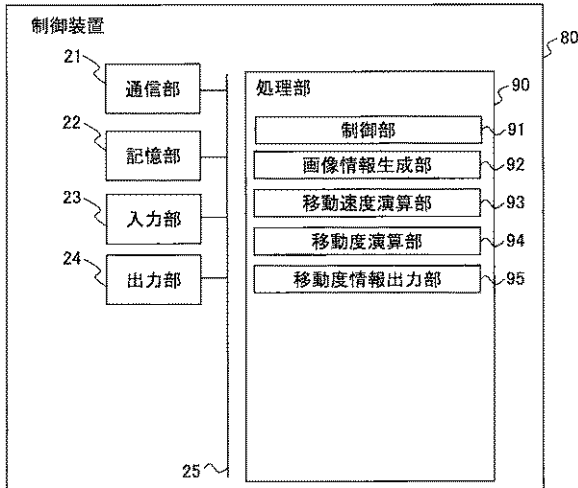 制御装置
80
21
通信部
22
記憶部
23
入力部
24
出力部
25
処理部
90
制御部
91
画像情報生成部
92
移動速度演算部
93
移動度演算部
94
移動度情報出力部
95